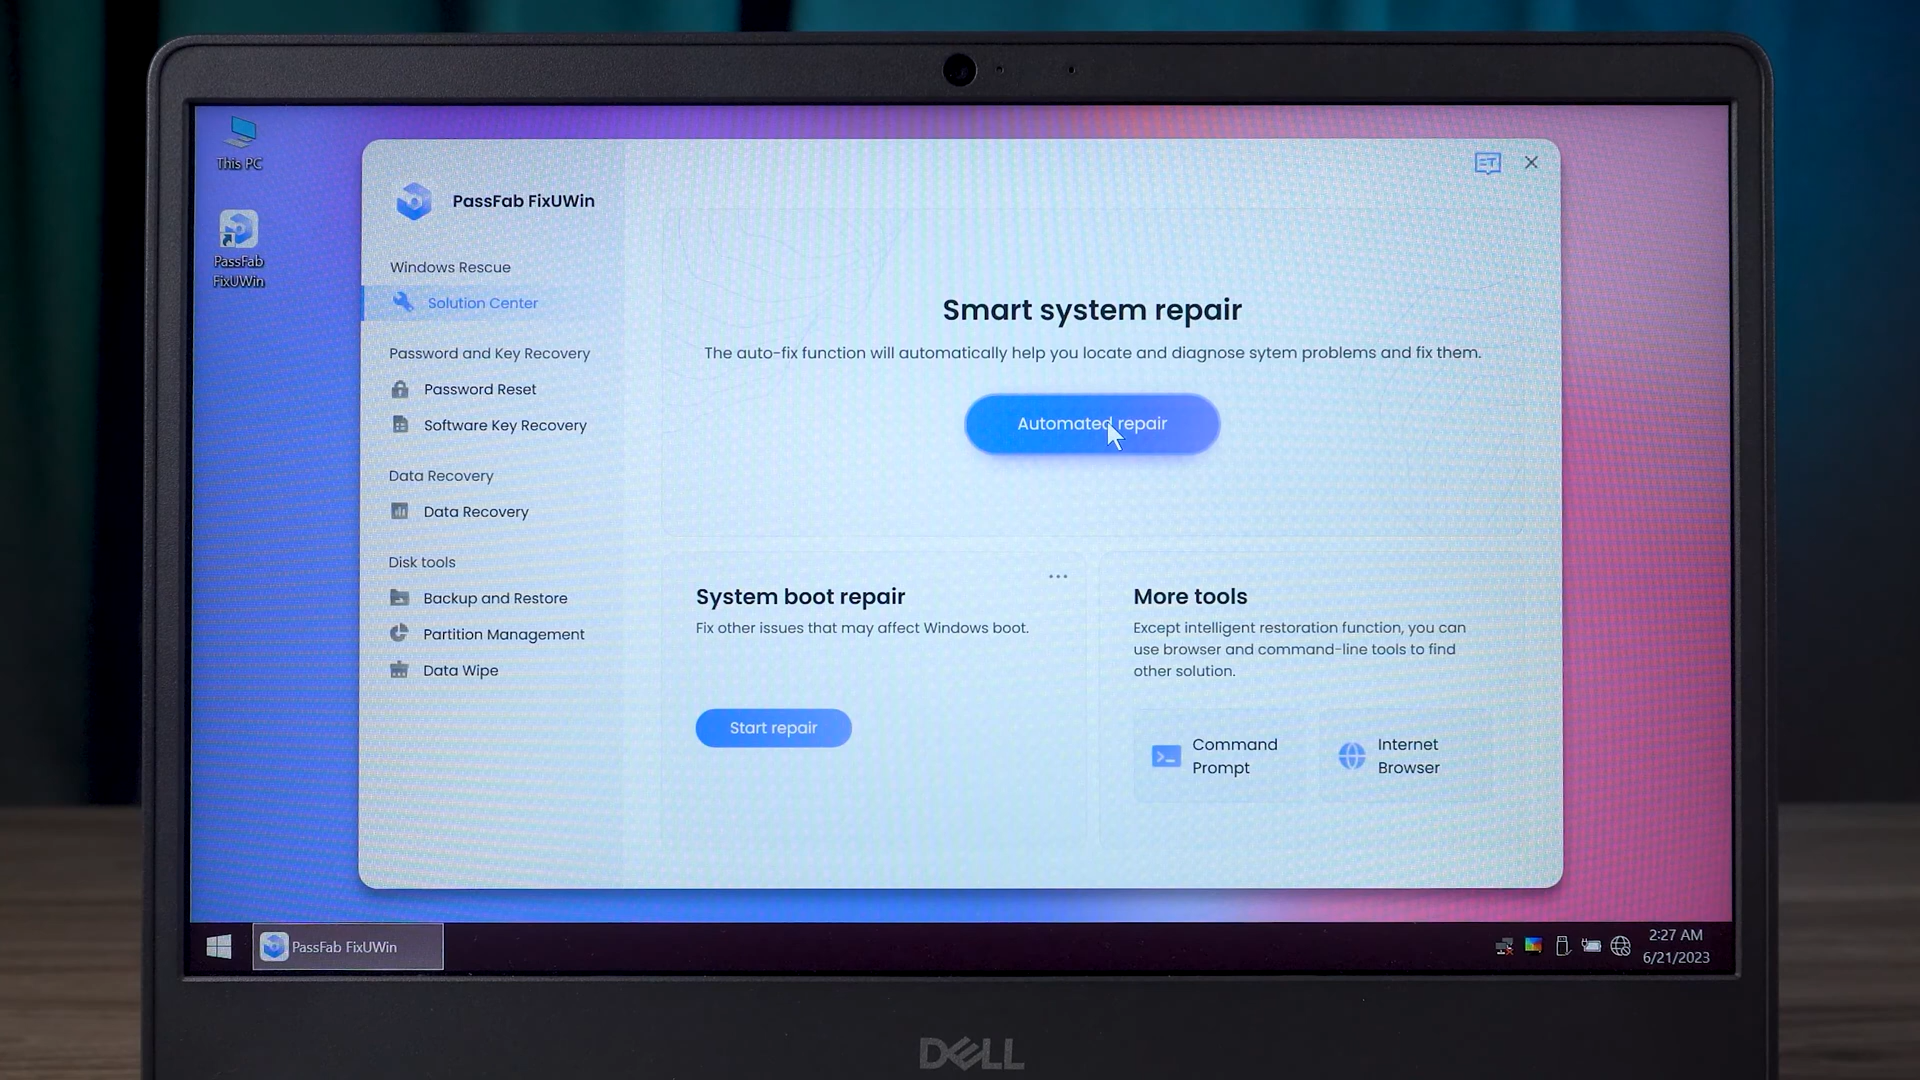 This PC
PassFab
FixUWin
PassFab FixUWin
Windows Rescue
Solution Center
Password and Key Recovery
Password Reset
Software Key Recovery
Data Recovery
Data Recovery
Disk tools
Backup and Restore
Partition Management
Data Wipe
Smart system repair
The auto-fix function will automatically help you locate and diagnose sytem problems and fix them.
Automated repair
System boot repair
Fix other issues that may affect Windows boot.
Start repair
More tools
Except intelligent restoration function, you can
use browser and command-line tools to find
other solution.
Command
Prompt
Internet
Browser
PassFab FixUWin
2:27 AM
6/21/2023
DELL